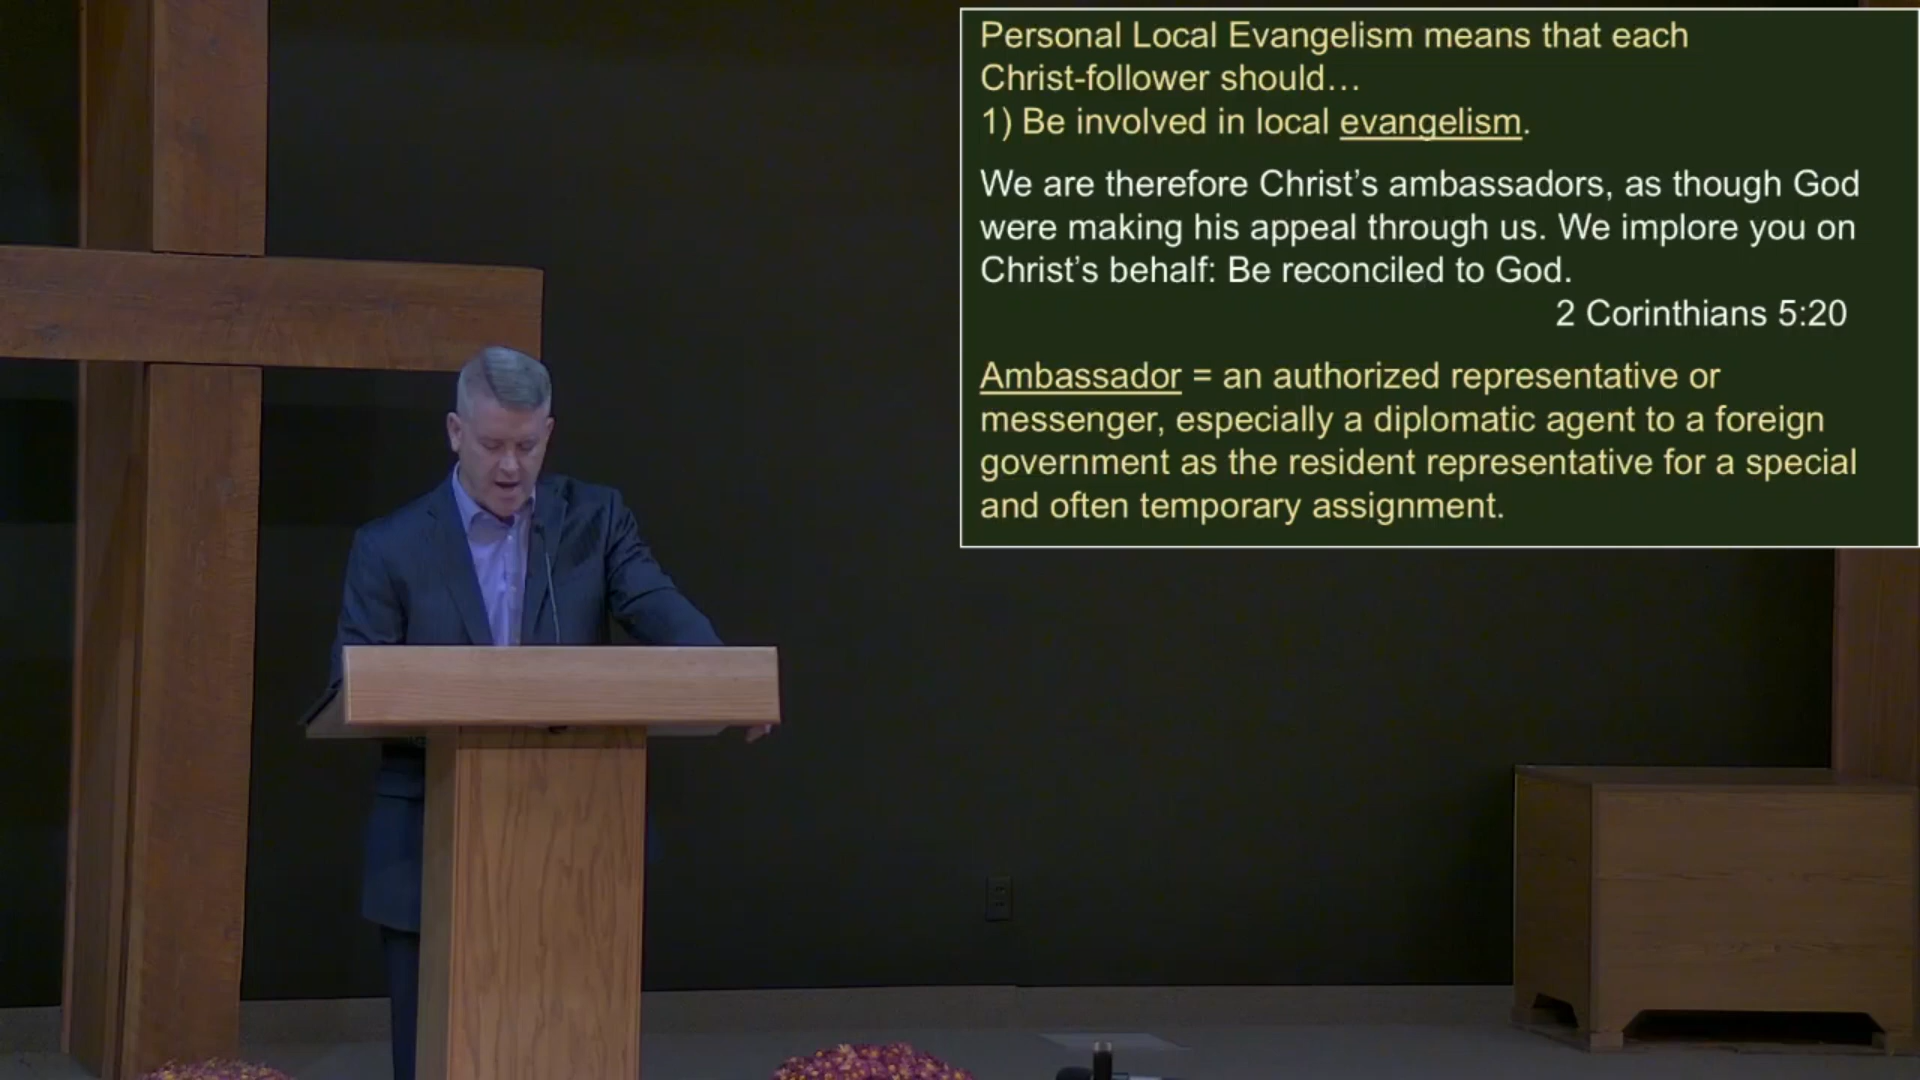 Personal Local Evangelism means that each
Christ-follower should…
1) Be involved in local evangelism.
We are therefore Christ’s ambassadors, as though God
were making his appeal through us. We implore you on
Christ’s behalf: Be reconciled to God.
2 Corinthians 5:20
Ambassador = an authorized representative or
messenger, especially a diplomatic agent to a foreign
government as the resident representative for a special
and often temporary assignment.